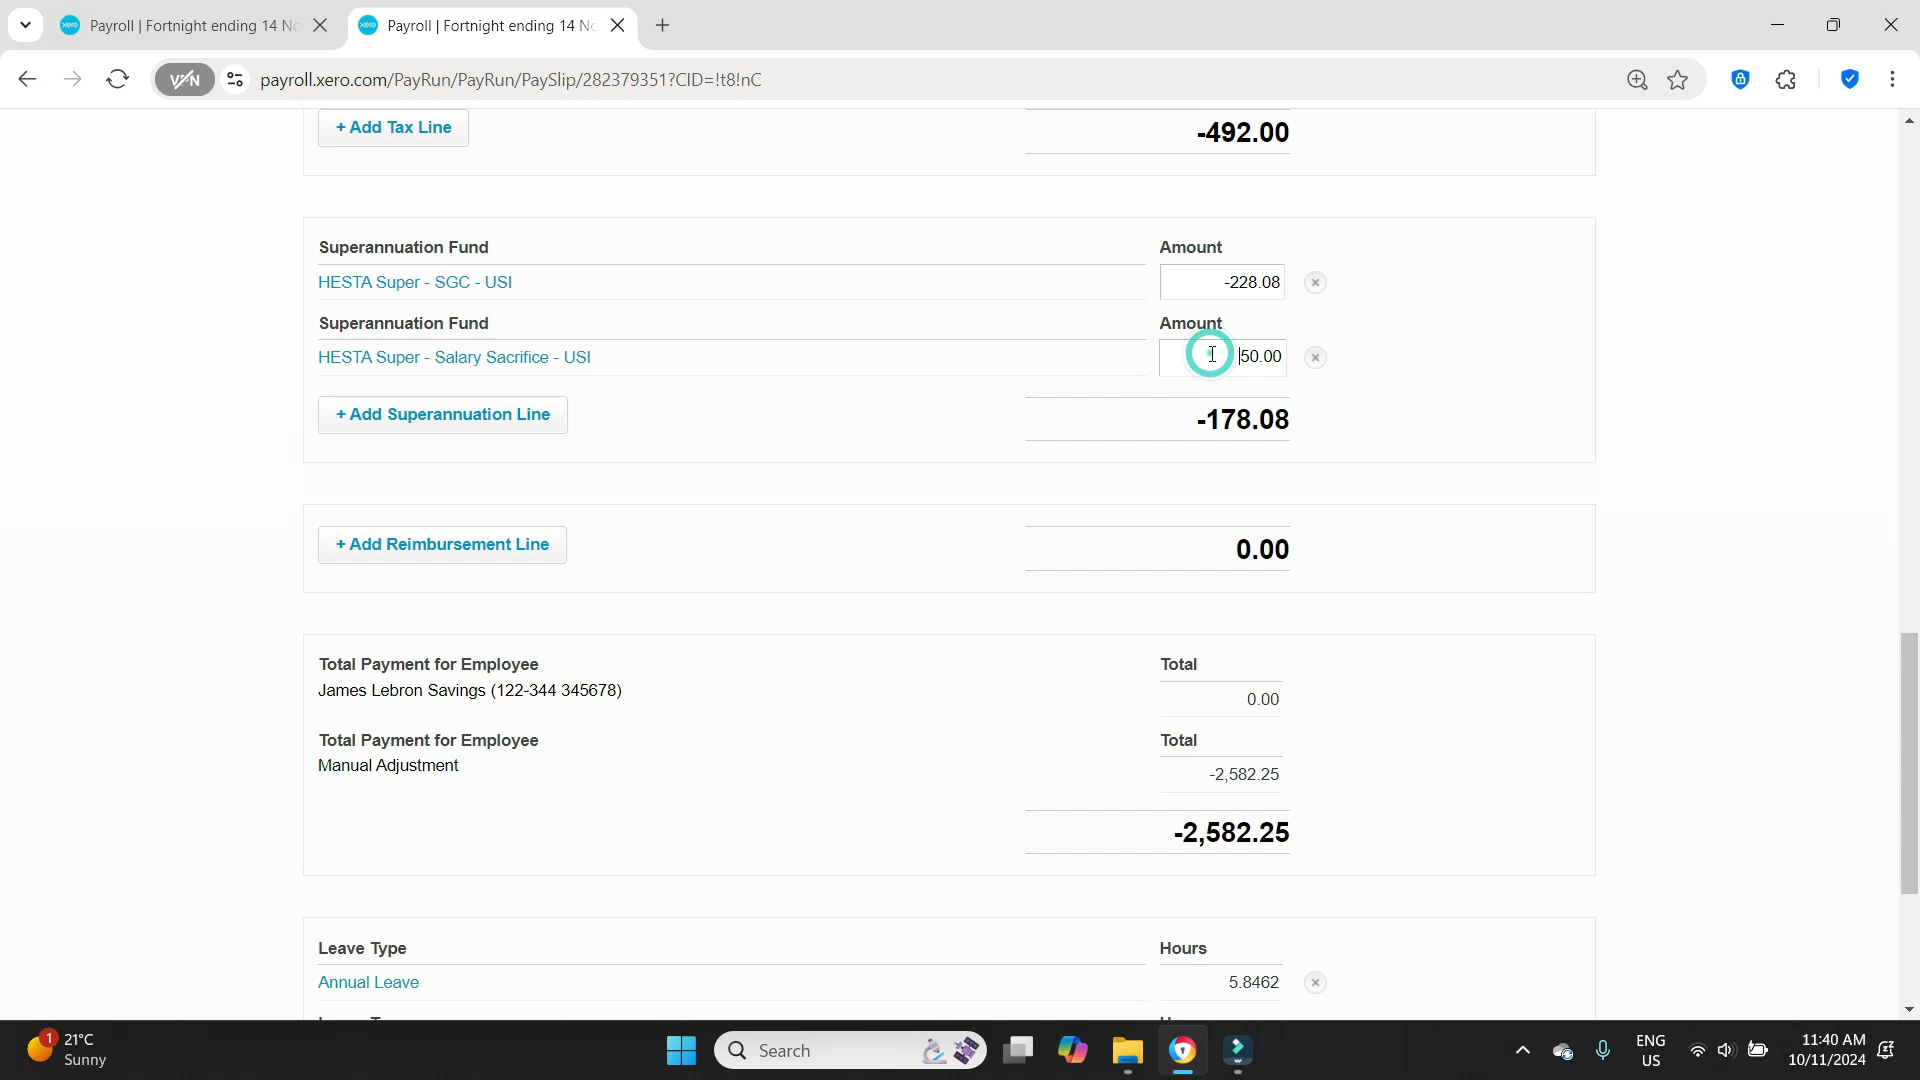 Payroll | Fortnight ending 14 No
Payroll | Fortnight ending 14 No
VPN
payroll.xero.com/PayRun/PayRun/PaySlip/282379351?CID=!t8!nC
+ Add Tax Line
-492.00
Superannuation Fund
Amount
HESTA Super - SGC - USI
-228.08
Superannuation Fund
Amount
HESTA Super - Salary Sacrifice - USI
50.00
+ Add Superannuation Line
-178.08
+ Add Reimbursement Line
0.00
Total Payment for Employee
Total
James Lebron Savings (122-344 345678)
0.00
Total Payment for Employee
Total
Manual Adjustment
-2,582.25
-2,582.25
Leave Type
Hours
Annual Leave
5.8462
1
21°C
Sunny
Search
ENG
US
11:40 AM
10/11/2024